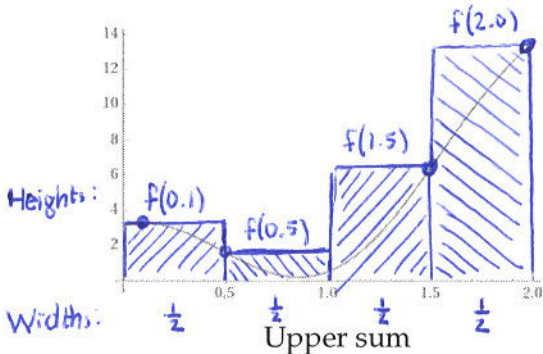 f(2.0)
14
12
10
8
f(1.5)
6
Heights: 4 f(0.1)
f(0.5)
2
0.5 1.0 1.5 2.0
Widths: 1/2 1/2 1/2 1/2
Upper sum